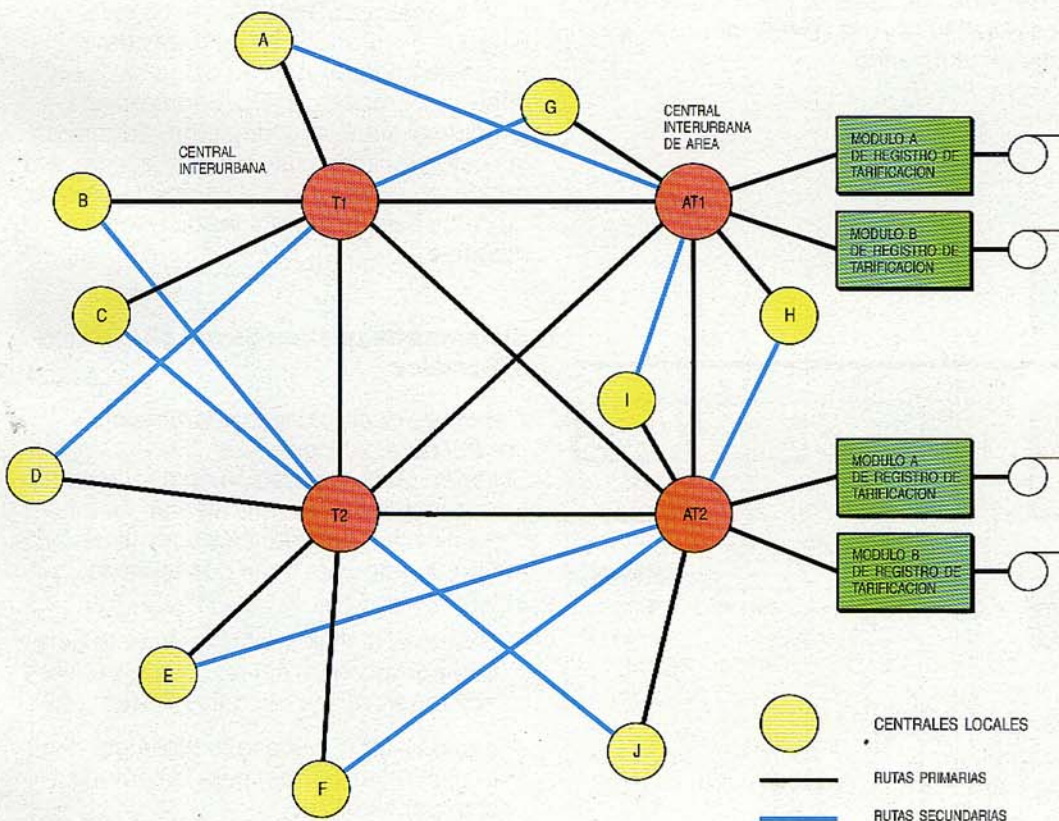 A
G
CENTRAL
INTERURBANA
CENTRAL
INTERURBANA
DE AREA
B
T1
AT1
MODULO A
DE REGISTRO DE
TARIFICACION
MODULO B
DE REGISTRO DE
TARIFICACION
C
H
I
D
T2
AT2
MODULO A
DE REGISTRO DE
TARIFICACION
MODULO B
DE REGISTRO DE
TARIFICACION
E
F
J
CENTRALES LOCALES
RUTAS PRIMARIAS
RUTAS SECUNDARIAS